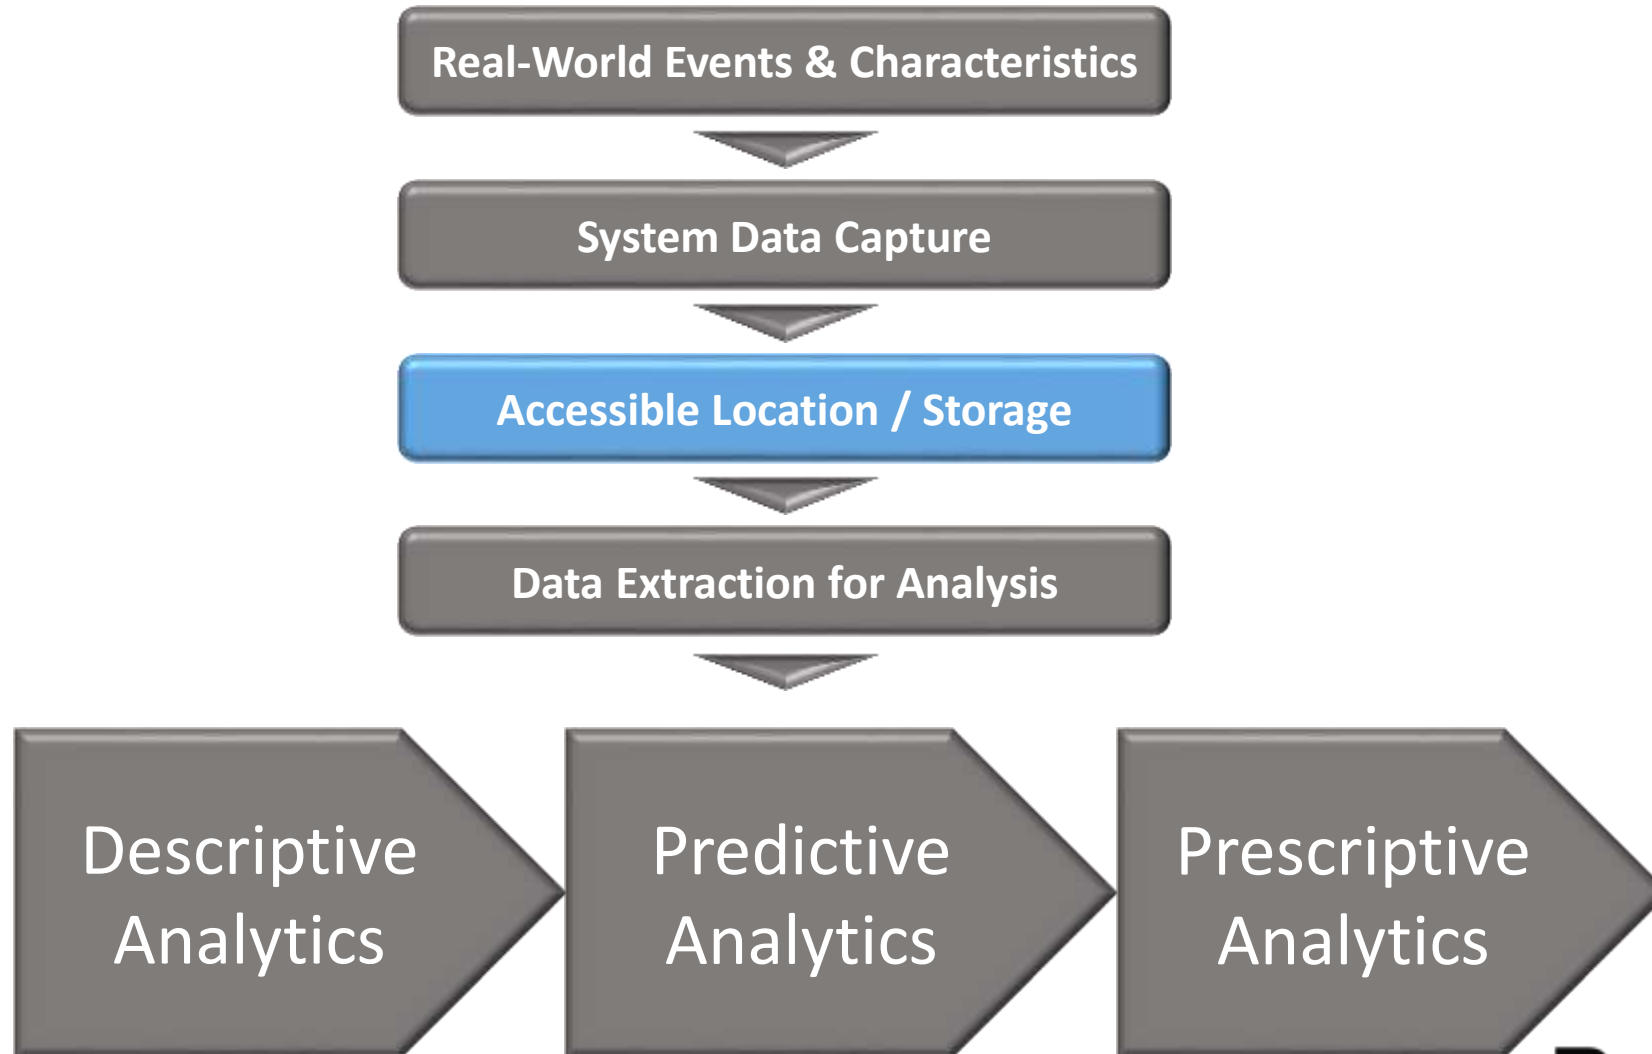 Real-World Events & Characteristics
System Data Capture
Accessible Location / Storage
Data Extraction for Analysis
Descriptive
Analytics
Predictive
Analytics
Prescriptive
Analytics